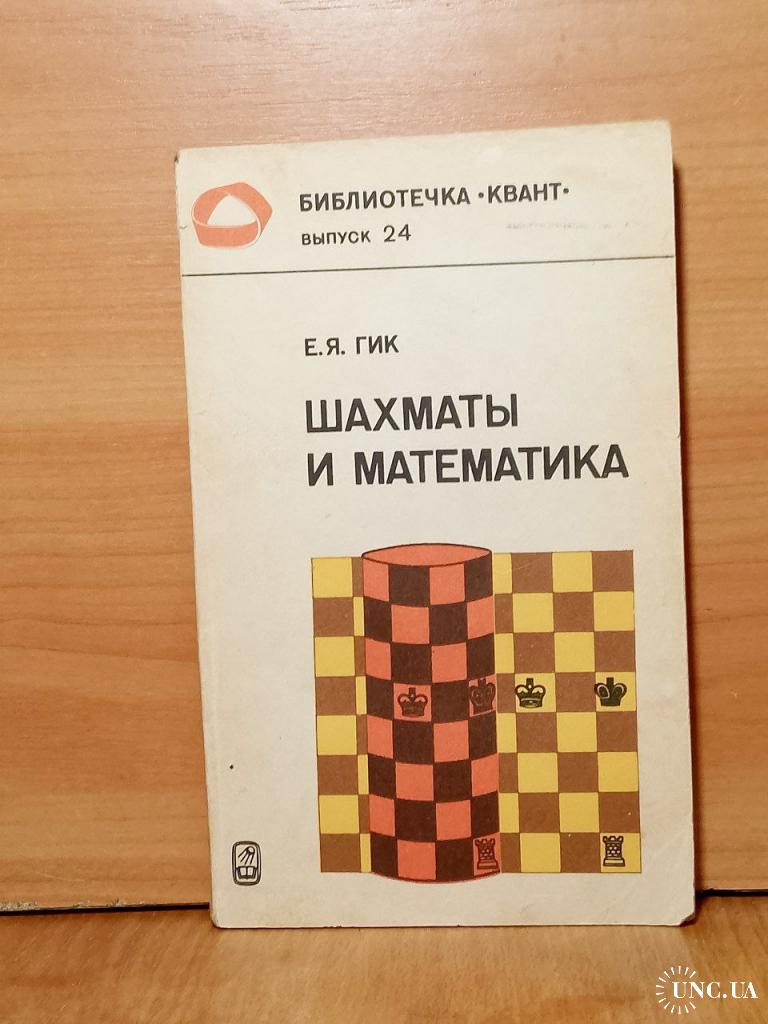 БИБЛИОТЕЧКА •КВАНТ•
ВЫПУСК 24
Е.Я. ГИК
ШАХМАТЫ
И МАТЕМАТИКА
UNC.UA